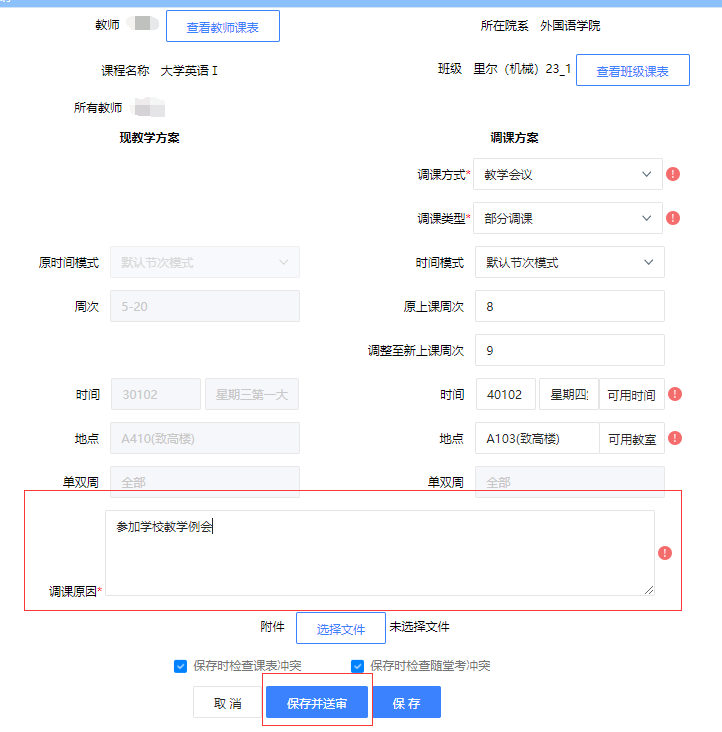 教师 查看教师课表 所在院系 外国语学院
课程名称 大学英语 I 班级 里尔（机械）23_1 查看班级课表
所有教师
现教学方案 调课方案
调课方式* 教学会议
调课类型* 部分调课
原时间模式 默认节次模式 时间模式 默认节次模式
周次 5-20 原上课周次 8
调整至新上课周次 9
时间 30102 星期三第一大 时间 40102 星期四 可用时间
地点 A410(致高楼) 地点 A103(致高楼) 可用教室
单双周 全部 单双周 全部
参加学校教学例会
调课原因*
附件 选择文件 未选择文件
保存时检查课表冲突 保存时检查随堂考冲突
取 消 保存并送审 保 存